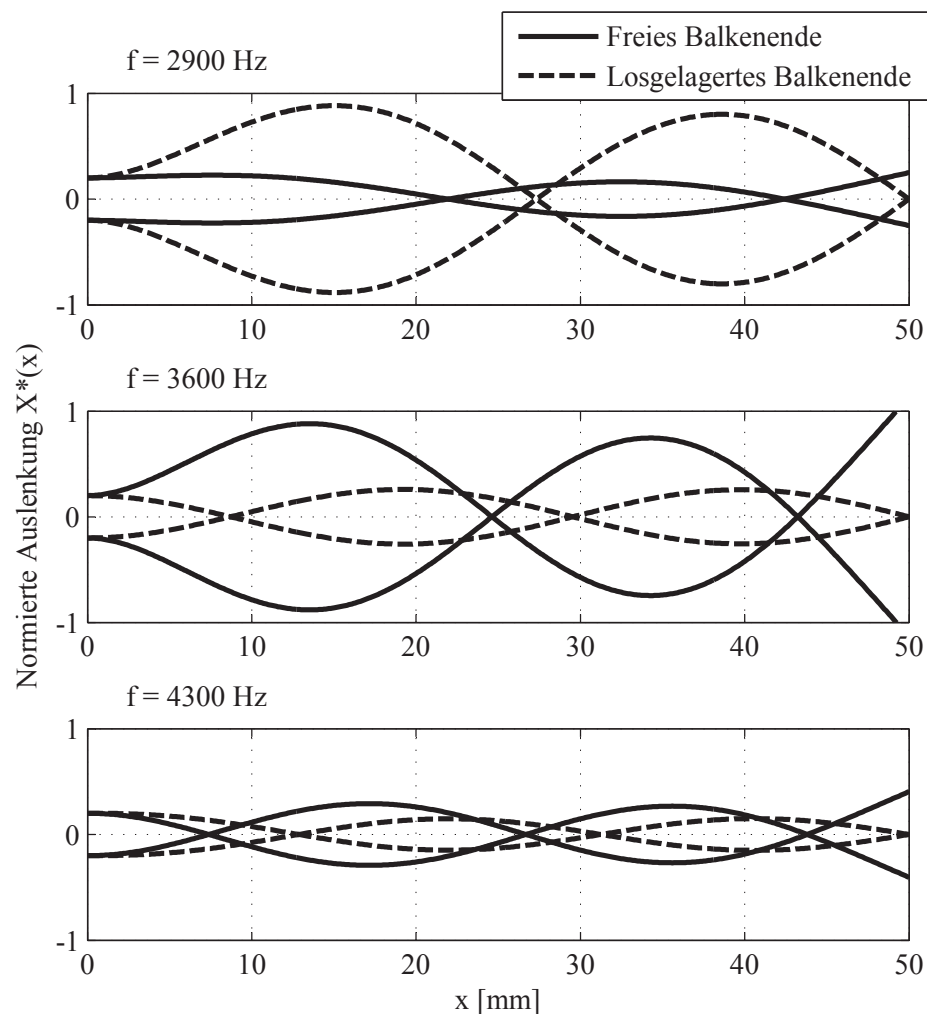 Freies Balkenende
Losgelagertes Balkenende
f = 2900 Hz
1
0
-1
0 10 20 30 40 50
Normierte Auslenkung X*(x)
f = 3600 Hz
1
0
-1
0 10 20 30 40 50
f = 4300 Hz
1
0
-1
0 10 20 30 40 50
x [mm]